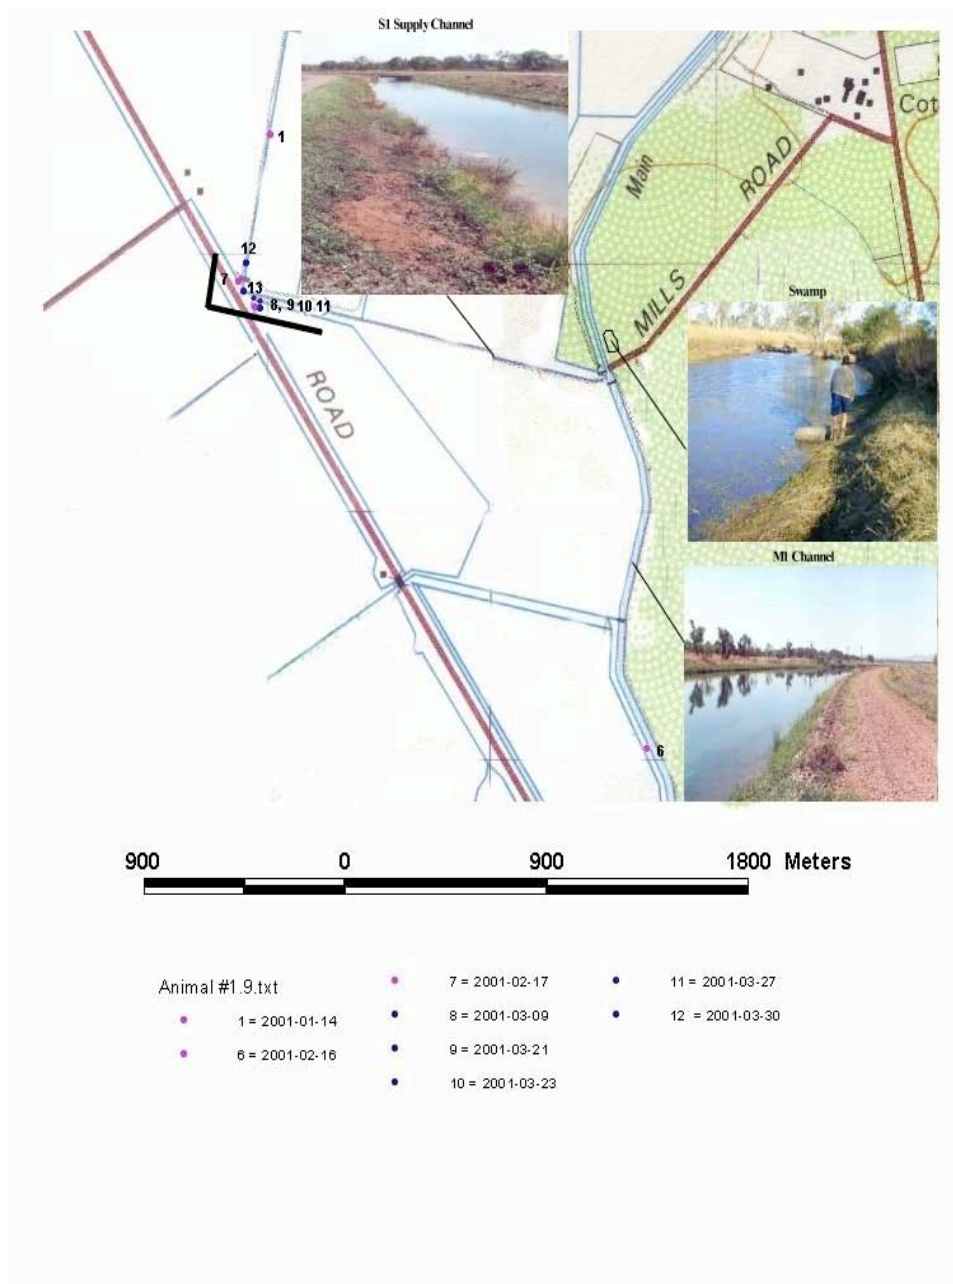 S1 Supply Channel
Cot
1
Main
ROAD
12
7
13
8, 9 10 11
MILLS
Swamp
ROAD
M1 Channel
6
900 0 900 1800 Meters
Animal #1.9.txt
1 = 2001-01-14
6 = 2001-02-16
7 = 2001-02-17
8 = 2001-03-09
9 = 2001-03-21
10 = 2001-03-23
11 = 2001-03-27
12 = 2001-03-30